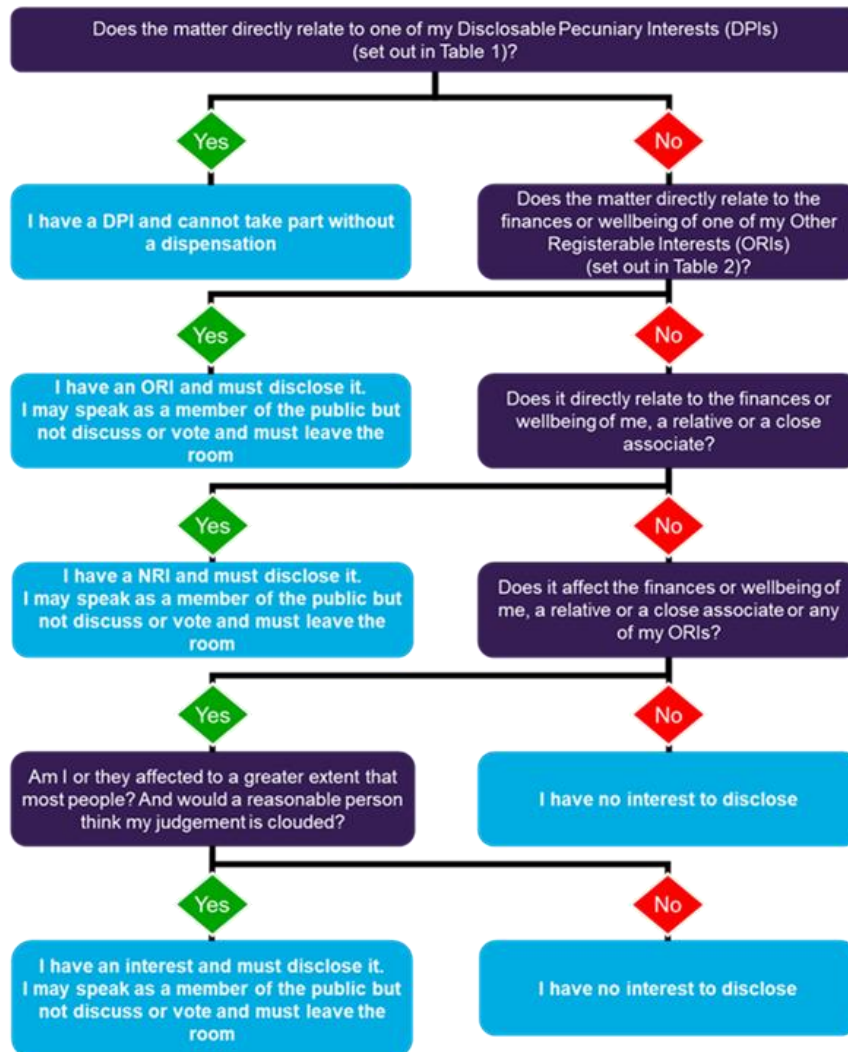 Does the matter directly relate to one of my Disclosable Pecuniary Interests (DPIs)
(set out in Table 1)?
Yes
No
I have a DPI and cannot take part without
a dispensation
Does the matter directly relate to the
finances or wellbeing of one of my Other
Registerable Interests (ORIs)
(set out in Table 2)?
Yes
No
I have an ORI and must disclose it.
I may speak as a member of the public but
not discuss or vote and must leave the
room
Does it directly relate to the finances or
wellbeing of me, a relative or a close
associate?
Yes
No
I have a NRI and must disclose it.
I may speak as a member of the public but
not discuss or vote and must leave the
room
Does it affect the finances or wellbeing of
me, a relative or a close associate or any
of my ORIs?
Yes
No
Am I or they affected to a greater extent that
most people? And would a reasonable person
think my judgement is clouded?
I have no interest to disclose
Yes
No
I have an interest and must disclose it.
I may speak as a member of the public but
not discuss or vote and must leave the
room
I have no interest to disclose